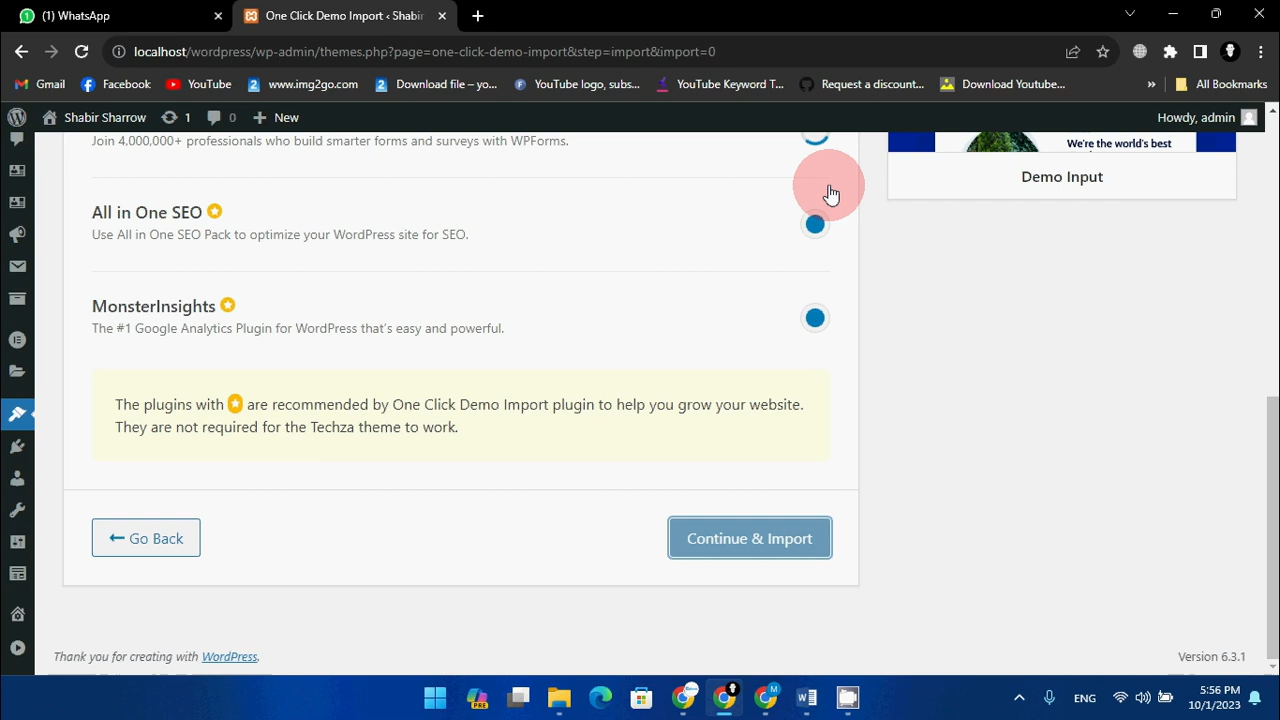 (1) WhatsApp
One Click Demo Import ‹ Shabir
localhost/wordpress/wp-admin/themes.php?page=one-click-demo-import&step=import&import=0
Gmail Facebook YouTube www.img2go.com Download file – yo... YouTube logo, subs... YouTube Keyword T... Request a discount... Download Youtube... » All Bookmarks
Shabir Sharrow 1 0 New Howdy, admin
Join 4,000,000+ professionals who build smarter forms and surveys with WPForms.
We're the world's best
Demo Input
All in One SEO
Use All in One SEO Pack to optimize your WordPress site for SEO.
MonsterInsights
The #1 Google Analytics Plugin for WordPress that's easy and powerful.
The plugins with are recommended by One Click Demo Import plugin to help you grow your website.
They are not required for the Techza theme to work.
Go Back
Continue & Import
Thank you for creating with WordPress.
Version 6.3.1
PRE
ENG
5:56 PM
10/1/2023